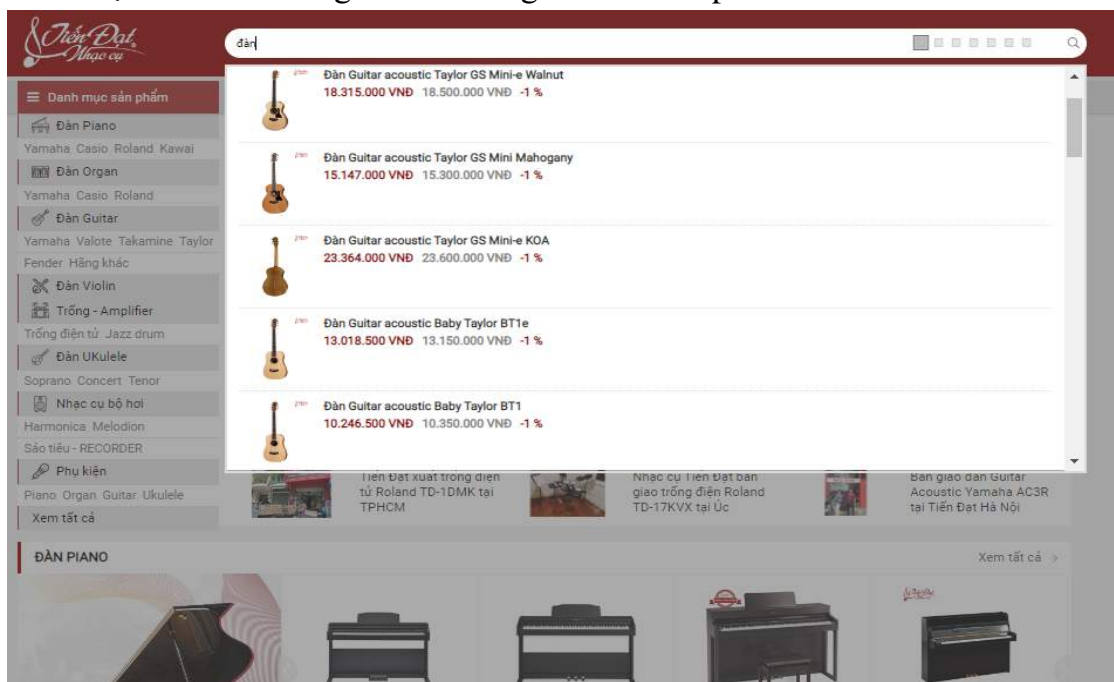 Tiến Đạt
Nhạc cụ
đàn
Danh mục sản phẩm
Đàn Piano
Yamaha Casio Roland Kawai
Đàn Organ
Yamaha Casio Roland
Đàn Guitar
Yamaha Valote Takamine Taylor
Fender Hãng khác
Đàn Violin
Trống - Amplifier
Trống điện tử Jazz drum
Đàn UKulele
Soprano Concert Tenor
Nhạc cụ bộ hơi
Harmonica Melodion
Sáo tiêu - RECORDER
Phụ kiện
Piano Organ Guitar Ukulele
Xem tất cả
Đàn Guitar acoustic Taylor GS Mini-e Walnut
18.315.000 VNĐ 18.500.000 VNĐ -1 %
Đàn Guitar acoustic Taylor GS Mini Mahogany
15.147.000 VNĐ 15.300.000 VNĐ -1 %
Đàn Guitar acoustic Taylor GS Mini-e KOA
23.364.000 VNĐ 23.600.000 VNĐ -1 %
Đàn Guitar acoustic Baby Taylor BT1e
13.018.500 VNĐ 13.150.000 VNĐ -1 %
Đàn Guitar acoustic Baby Taylor BT1
10.246.500 VNĐ 10.350.000 VNĐ -1 %
Tiến Đạt xuất trống điện
tử Roland TD-1DMK tại
TPHCM
Nhạc cụ Tiến Đạt bàn
giao trống điện Roland
TD-17KVX tại Úc
Bàn giao đàn Guitar
Acoustic Yamaha AC3R
tại Tiến Đạt Hà Nội
ĐÀN PIANO
Xem tất cả